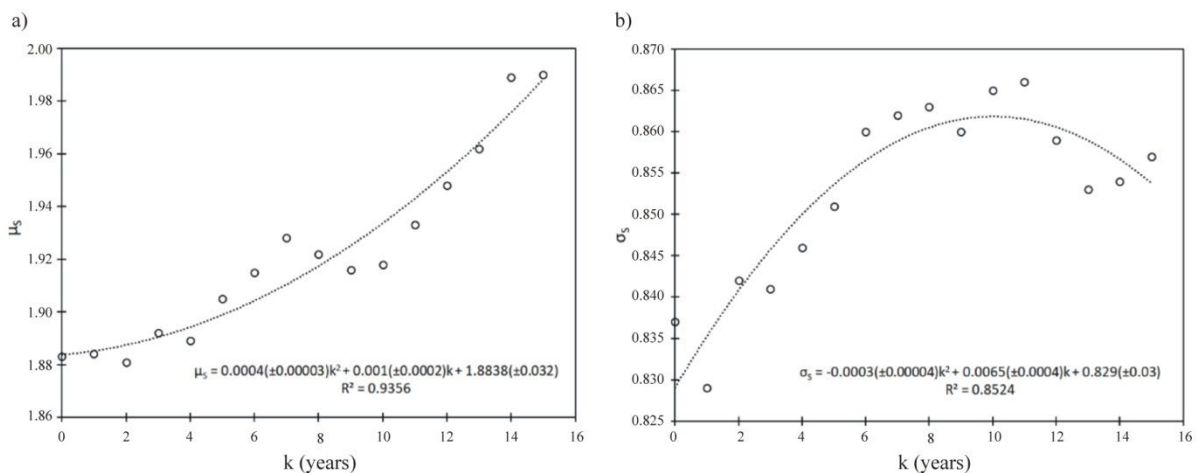 a)
2.00
1.98
1.96
1.94
1.92
1.90
1.88
1.86
μs
0 2 4 6 8 10 12 14 16
k (years)
μs = 0.0004(±0.00003)k² + 0.001(±0.0002)k + 1.8838(±0.032)
R² = 0.9356
b)
0.870
0.865
0.860
0.855
0.850
0.845
0.840
0.835
0.830
0.825
σs
0 2 4 6 8 10 12 14 16
k (years)
σs = -0.0003(±0.00004)k² + 0.0065(±0.0004)k + 0.829(±0.03)
R² = 0.8524